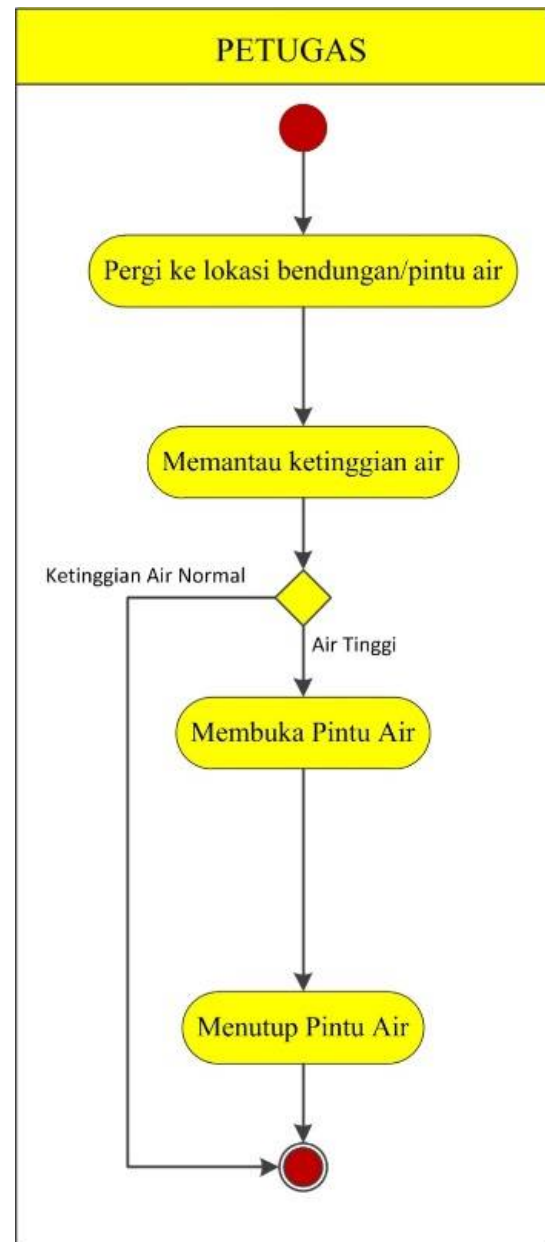 PETUGAS
Pergi ke lokasi bendungan/pintu air
Memantau ketinggian air
Ketinggian Air Normal
Air Tinggi
Membuka Pintu Air
Menutup Pintu Air